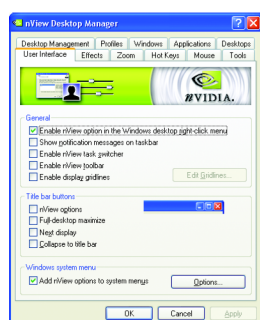 nView Desktop Manager
Desktop Management Profiles Windows Applications Desktops
User Interface Effects Zoom Hot Keys Mouse Tools
NVIDIA.
General
Enable nView option in the Windows desktop right-click menu
Show notification messages on taskbar
Enable nView task switcher
Enable nView toolbar
Enable display gridlines
Edit Gridlines...
Title bar buttons
nView options
Full-desktop maximize
Next display
Collapse to title bar
Windows system menu
Add nView options to system menus
Options...
OK Cancel Apply